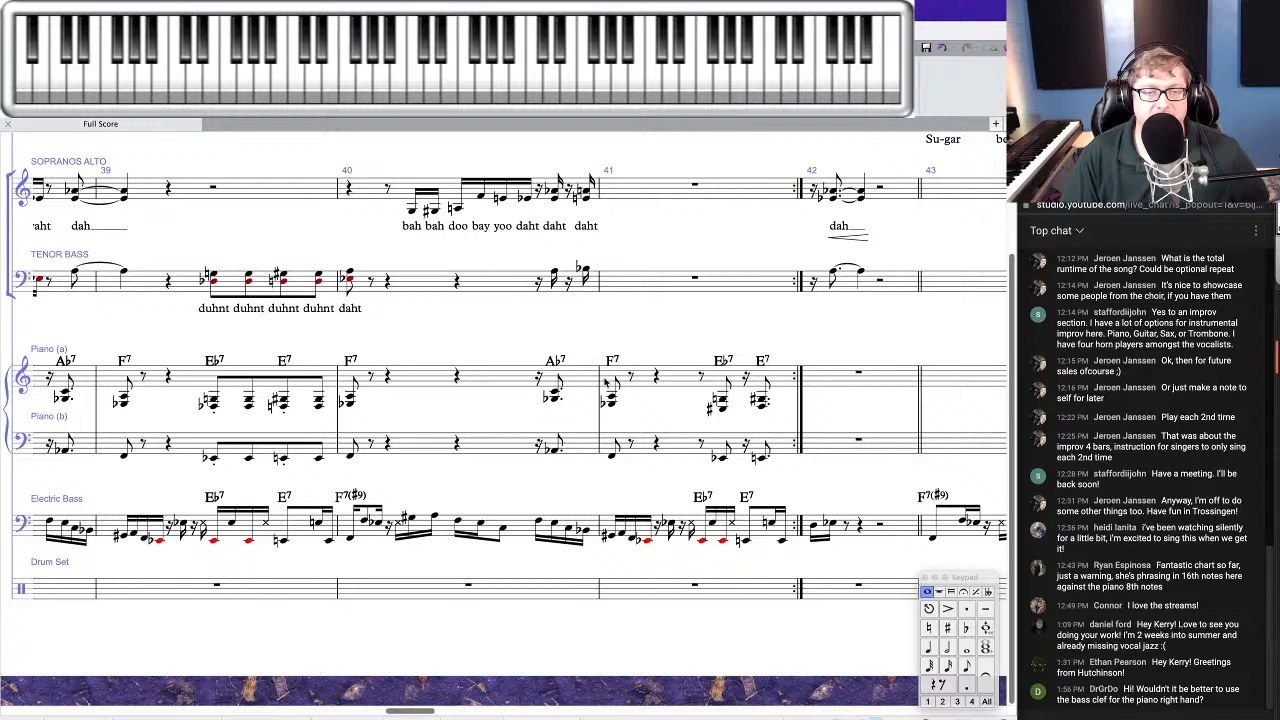 Full Score
Su-gar be
SOPRANOS ALTO
39 40 41 42 43
dah
bah bah doo bay yoo daht daht daht
dah
TENOR BASS
duhnt duhnt duhnt duhnt daht
Piano (a)
Ab7 F7 Eb7 E7 F7 Ab7 F7 Eb7 E7
Piano (b)
Electric Bass
Eb7 E7 F7(#9) Eb7 E7 F7(#9)
Drum Set
Keypad
1 2 3 4 All
Top chat
12:12 PM Jeroen Janssen What is the total
runtime of the song? Could be optional repeat
12:14 PM Jeroen Janssen It's nice to showcase
some people from the choir, if you have them
12:14 PM staffordiijohn Yes to an improv
section. I have a lot of options for instrumental
improv here. Piano, Guitar, Sax, or Trombone. I
have four horn players amongst the vocalists.
12:15 PM Jeroen Janssen Ok, then for future
sales ofcourse ;)
12:16 PM Jeroen Janssen Or just make a note to
self for later
12:22 PM Jeroen Janssen Play each 2nd time
12:25 PM Jeroen Janssen That was about the
improv 4 bars, instruction for singers to only sing
each 2nd time
S 12:28 PM staffordiijohn Have a meeting. I'll be
back soon!
12:31 PM Jeroen Janssen Anyway, I'm off to do
some other things too. Have fun in Trossingen!
12:36 PM heidi lanita i've been watching silently
for a little bit, i'm excited to sing this when we get
it!
12:43 PM Ryan Espinosa Fantastic chart so far,
just a warning, she's phrasing in 16th notes here
against the piano 8th notes
12:49 PM Connor I love the streams!
1:09 PM daniel ford Hey Kerry! Love to see you
doing your work! I'm 2 weeks into summer and
already missing vocal jazz :(
1:31 PM Ethan Pearson Hey Kerry! Greetings
from Hutchinson!
D 1:56 PM DrGrDo Hi! Wouldn't it be better to use
the bass clef for the piano right hand?